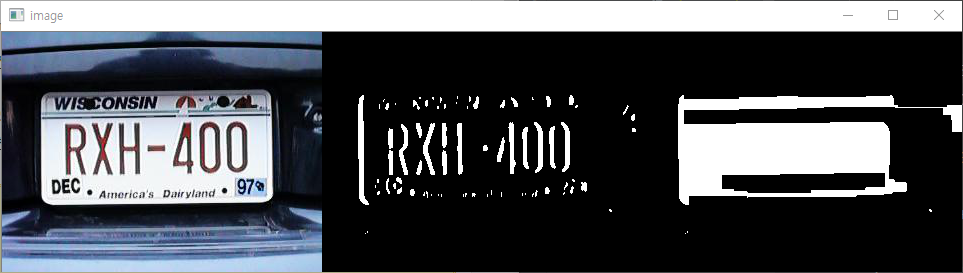 image
WISCONSIN
RXH-400
DEC 97
America's Dairyland
RXH-400